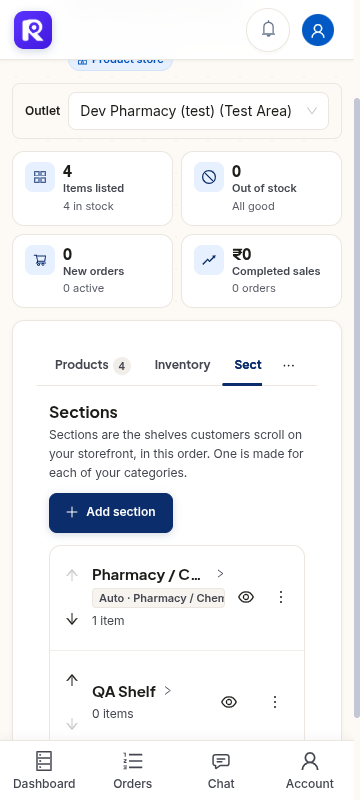 Product store
Outlet
Dev Pharmacy (test) (Test Area)
4
Items listed
4 in stock
0
Out of stock
All good
0
New orders
0 active
₹0
Completed sales
0 orders
Products 4
Inventory
Sect
...
Sections
Sections are the shelves customers scroll on
your storefront, in this order. One is made for
each of your categories.
+ Add section
Pharmacy / C...
Auto · Pharmacy / Chem
1 item
QA Shelf
0 items
Dashboard
Orders
Chat
Account